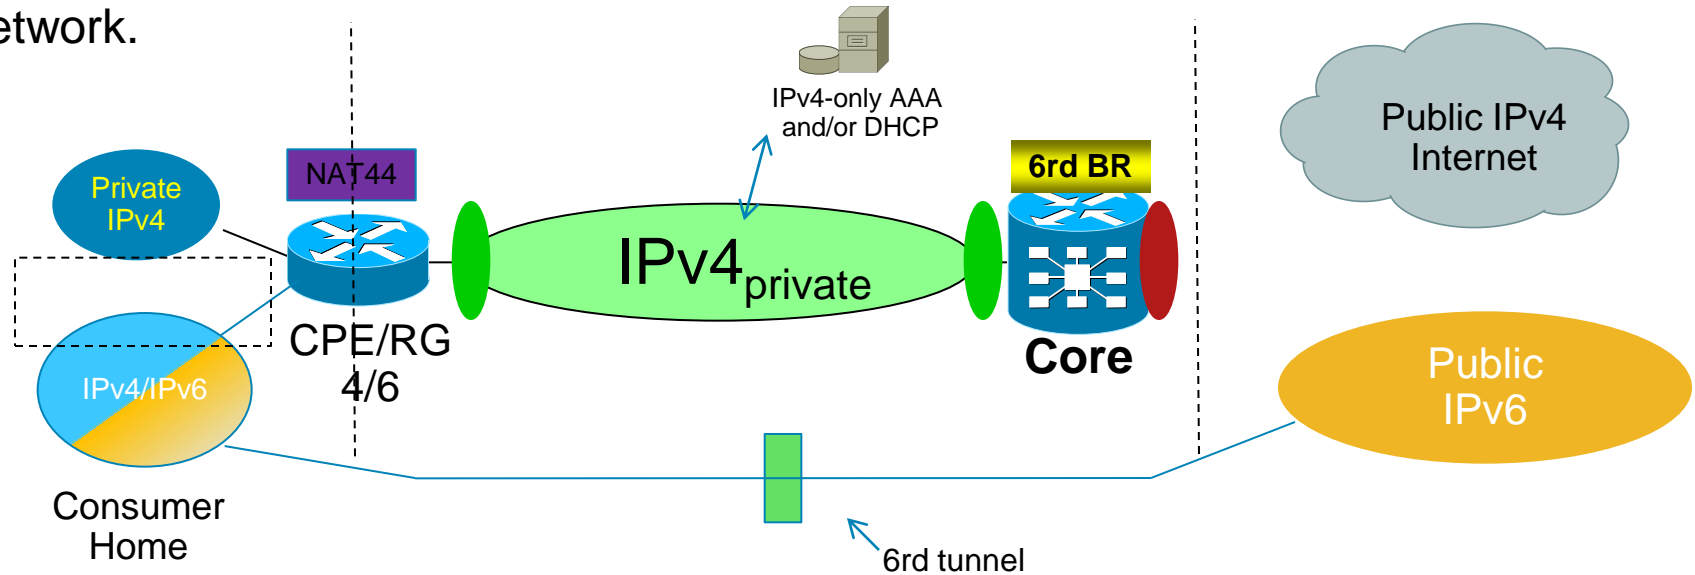 etwork.
IPv4-only AAA
and/or DHCP
Public IPv4
Internet
NAT44
6rd BR
Private
IPv4
IPv4private
CPE/RG
4/6
Core
IPv4/IPv6
Public
IPv6
Consumer
Home
6rd tunnel